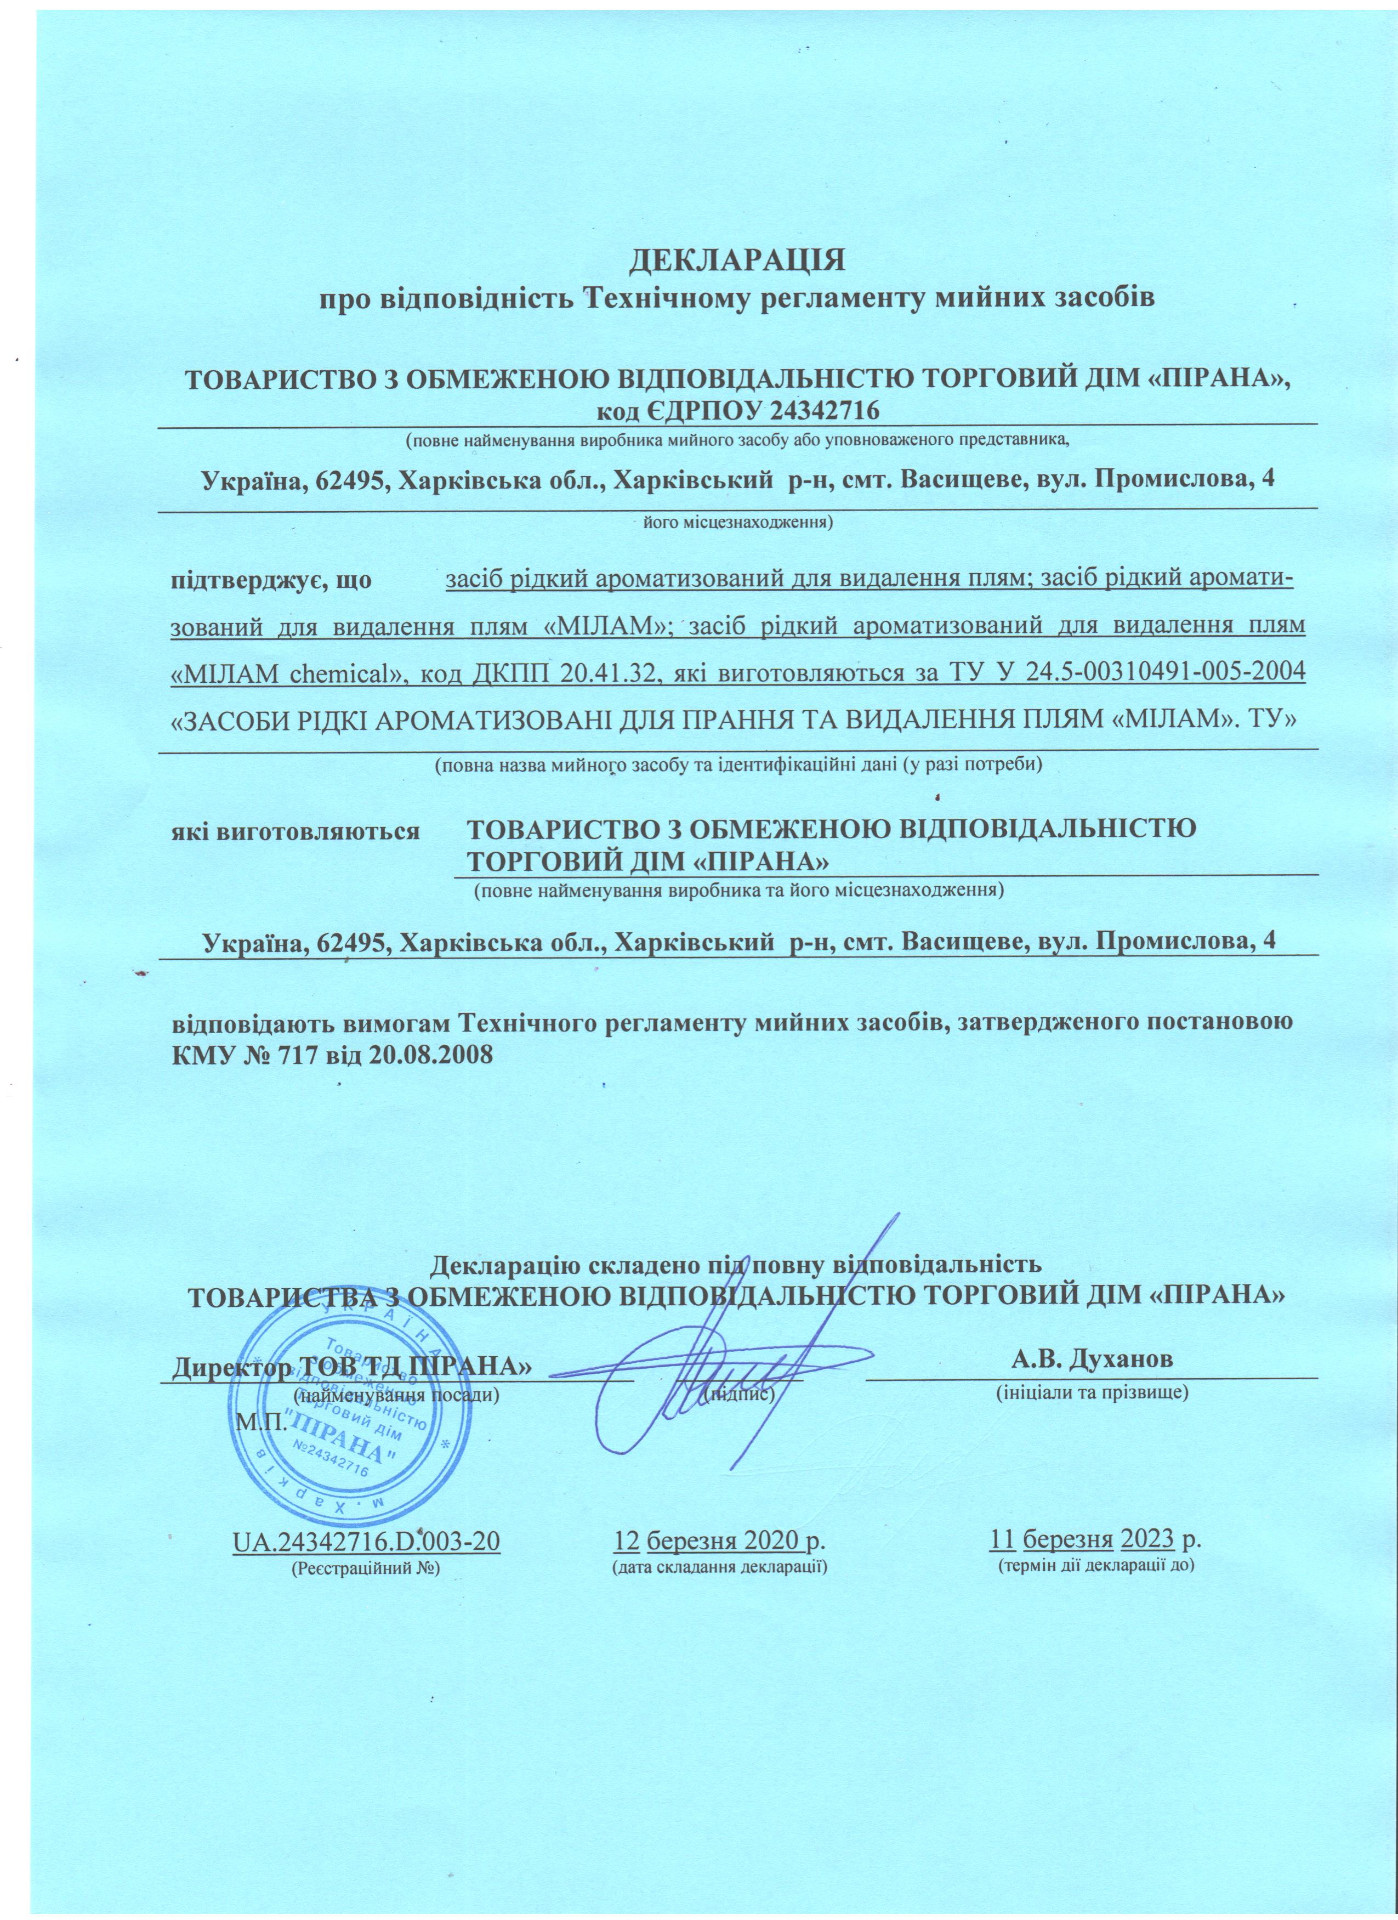 ДЕКЛАРАЦІЯ
про відповідність Технічному регламенту мийних засобів
ТОВАРИСТВО З ОБМЕЖЕНОЮ ВІДПОВІДАЛЬНІСТЮ ТОРГОВИЙ ДІМ «ПІРАНА»,
код ЄДРПОУ 24342716
(повне найменування виробника мийного засобу або уповноваженого представника,
Україна, 62495, Харківська обл., Харківський р-н, смт. Васищеве, вул. Промислова, 4
його місцезнаходження)
підтверджує, що засіб рідкий ароматизований для видалення плям; засіб рідкий аромати-
зований для видалення плям «МІЛАМ»; засіб рідкий ароматизований для видалення плям
«МІЛАМ chemical», код ДКПП 20.41.32, які виготовляються за ТУ У 24.5-00310491-005-2004
«ЗАСОБИ РІДКІ АРОМАТИЗОВАНІ ДЛЯ ПРАННЯ ТА ВИДАЛЕННЯ ПЛЯМ «МІЛАМ». ТУ»
(повна назва мийного засобу та ідентифікаційні дані (у разі потреби)
які виготовляються ТОВАРИСТВО З ОБМЕЖЕНОЮ ВІДПОВІДАЛЬНІСТЮ
ТОРГОВИЙ ДІМ «ПІРАНА»
(повне найменування виробника та його місцезнаходження)
Україна, 62495, Харківська обл., Харківський р-н, смт. Васищеве, вул. Промислова, 4
відповідають вимогам Технічного регламенту мийних засобів, затвердженого постановою
КМУ № 717 від 20.08.2008
Декларацію складено під повну відповідальність
ТОВАРИСТВА З ОБМЕЖЕНОЮ ВІДПОВІДАЛЬНІСТЮ ТОРГОВИЙ ДІМ «ПІРАНА»
Директор ТОВ ТД ПІРАНА» А.В. Духанов
(найменування посади) (підпис) (ініціали та прізвище)
М.П.
УКРАЇНА
Товариство
з обмеженою
відповідальністю
Торговий дім
"ПІРАНА"
№24342716
м. Харків
UA.24342716.D.003-20 12 березня 2020 р. 11 березня 2023 р.
(Реєстраційний №) (дата складання декларації) (термін дії декларації до)